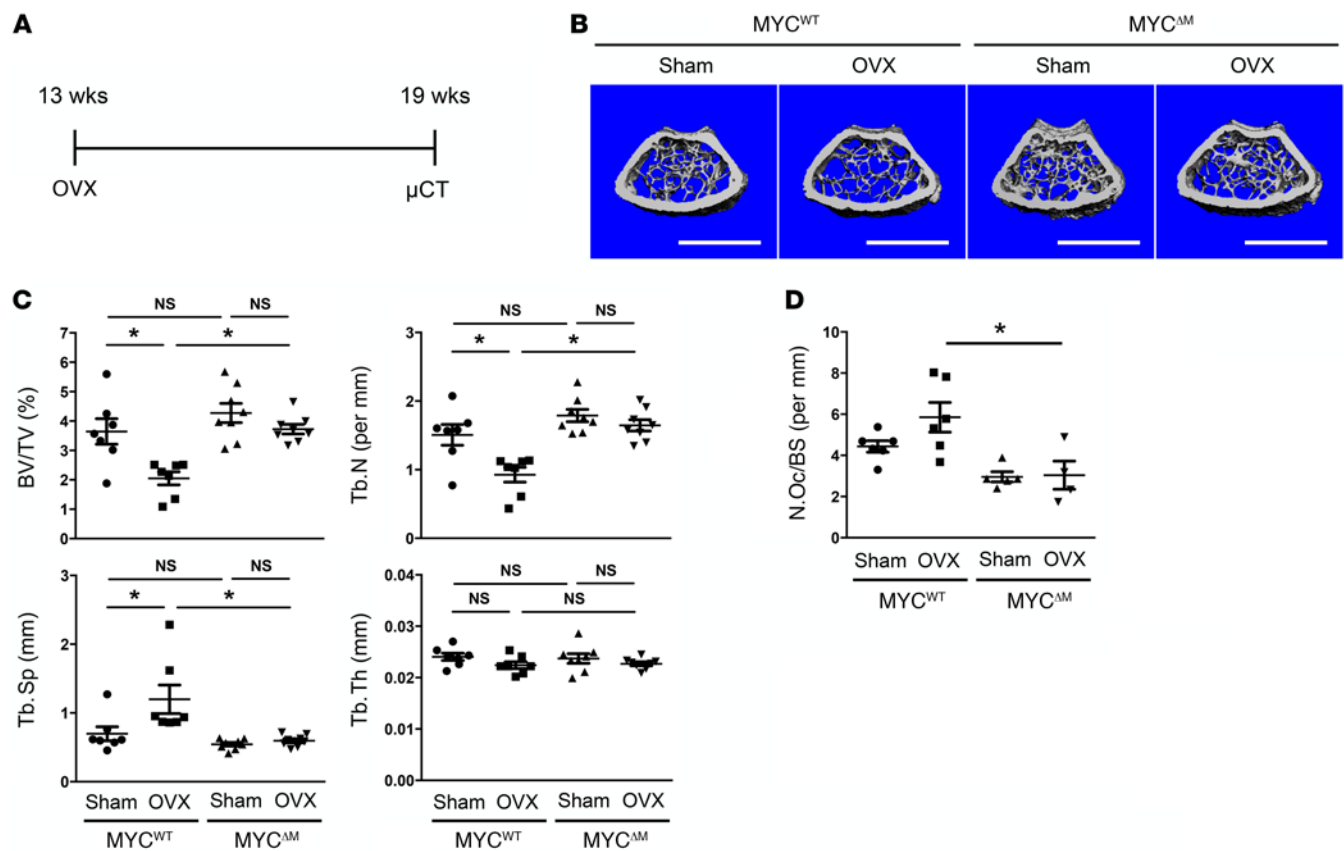 A
13 wks 19 wks
OVX µCT
B
MYC^WT MYC^ΔM
Sham OVX Sham OVX
C
NS NS
* *
7
6
5
4
3
2
1
0
BV/TV (%)
NS NS
* *
3
2
1
0
Tb.N (per mm)
NS NS
* *
3
2
1
0
Tb.Sp (mm)
Sham OVX Sham OVX
MYC^WT MYC^ΔM
NS NS
NS NS
0.04
0.03
0.02
0.01
0.00
Tb.Th (mm)
Sham OVX Sham OVX
MYC^WT MYC^ΔM
D
*
10
8
6
4
2
0
N.Oc/BS (per mm)
Sham OVX Sham OVX
MYC^WT MYC^ΔM